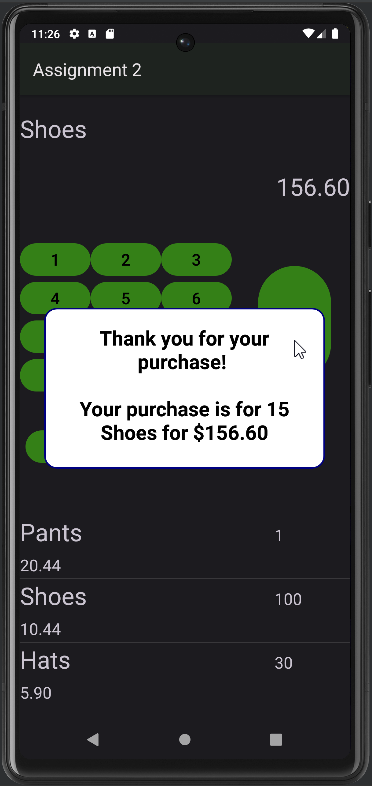 11:26
Assignment 2
Shoes
156.60
1 2 3
4 5 6
Thank you for your
purchase!
Your purchase is for 15
Shoes for $156.60
Pants 1
20.44
Shoes 100
10.44
Hats 30
5.90